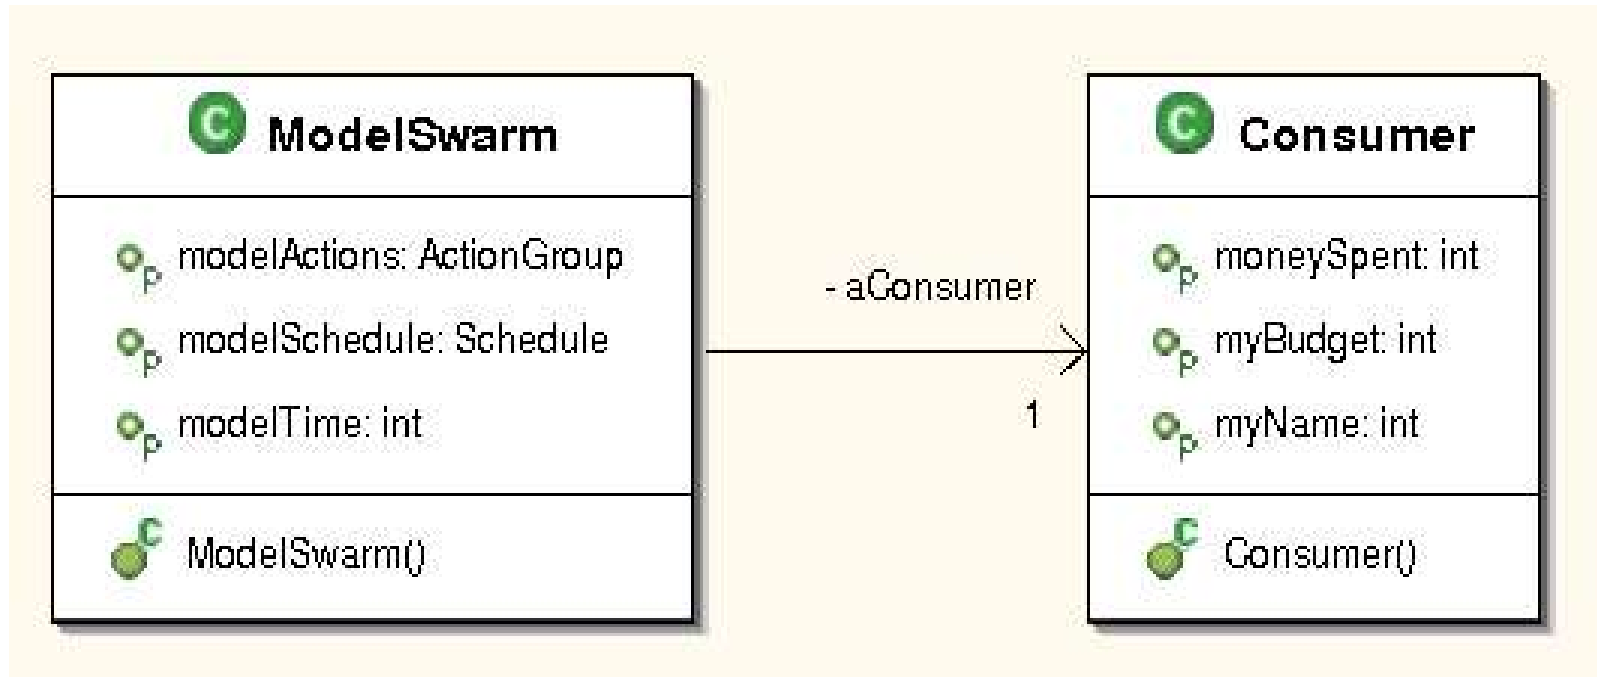 C ModelSwarm
p modelActions: ActionGroup
p modelSchedule: Schedule
p modelTime: int
C ModelSwarm()
- aConsumer
1
C Consumer
p moneySpent: int
p myBudget: int
p myName: int
C Consumer()